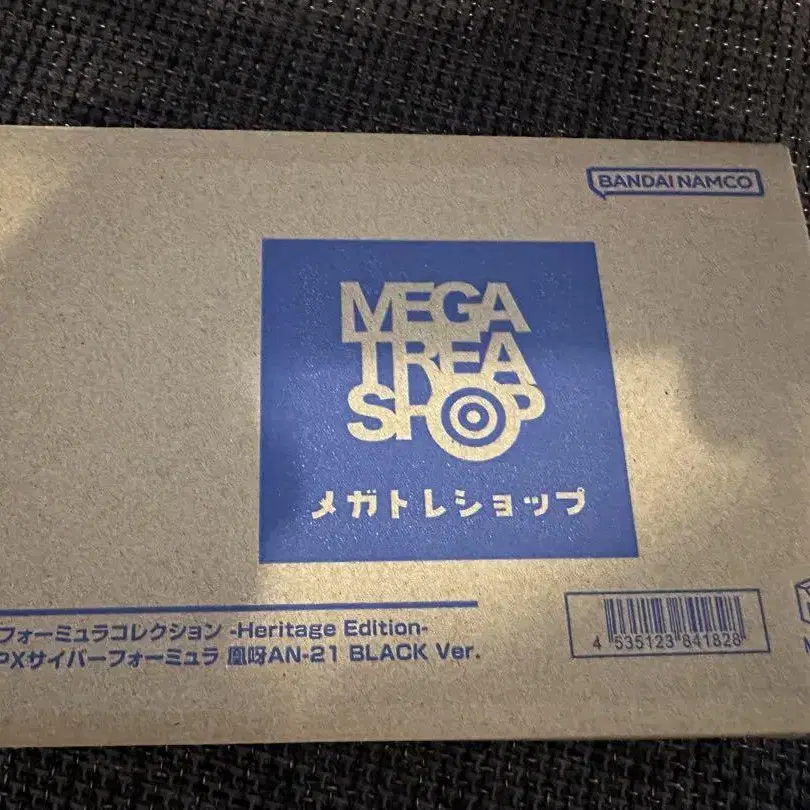 BANDAI NAMCO
MEGA
TREA
SHOP
メガトレショップ
フォーミュラコレクション -Heritage Edition-
PXサイバーフォーミュラ 凰呀AN-21 BLACK Ver.
4 535123 841828